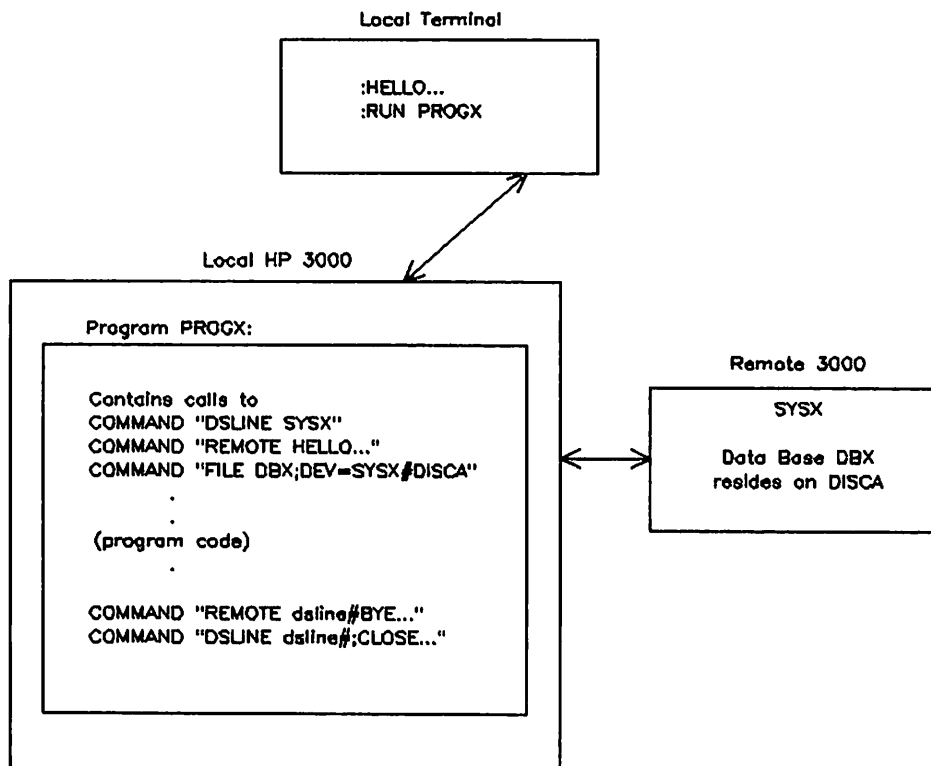 Local Terminal
:HELLO...
:RUN PROGX
Local HP 3000
Program PROGX:
Contains calls to
COMMAND "DSLINE SYSX"
COMMAND "REMOTE HELLO..."
COMMAND "FILE DBX;DEV=SYSX#DISCA"
.
.
(program code)
.
COMMAND "REMOTE dsline#BYE..."
COMMAND "DSLINE dsline#;CLOSE..."
Remote 3000
SYSX
Data Base DBX
resides on DISCA